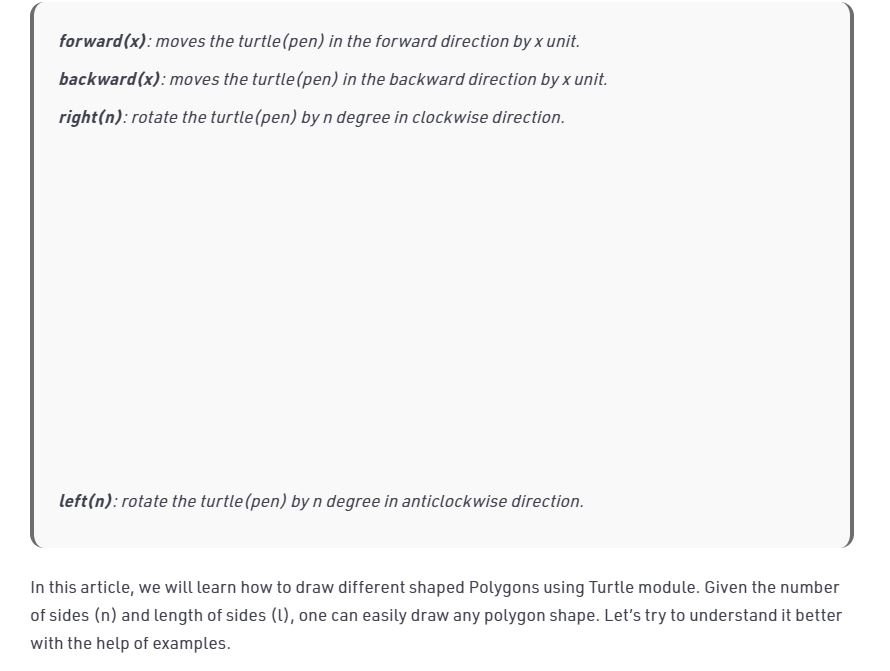 forward(x): moves the turtle(pen) in the forward direction by x unit.
backward(x): moves the turtle(pen) in the backward direction by x unit.
right(n): rotate the turtle(pen) by n degree in clockwise direction.
left(n): rotate the turtle(pen) by n degree in anticlockwise direction.
In this article, we will learn how to draw different shaped Polygons using Turtle module. Given the number
of sides (n) and length of sides (l), one can easily draw any polygon shape. Let’s try to understand it better
with the help of examples.